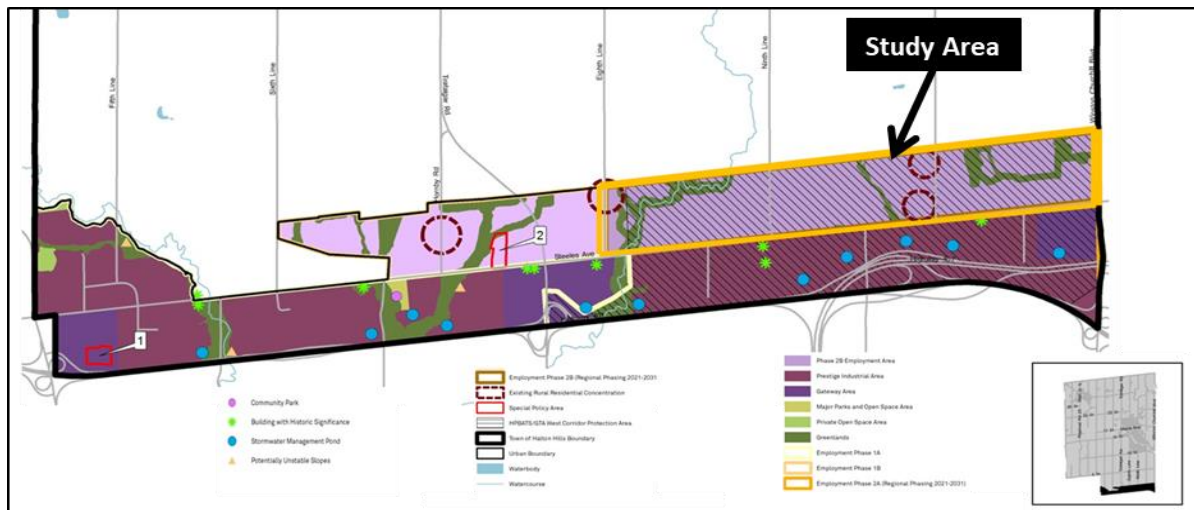 Study Area
Fifth Line
Sixth Line
Trafalgar Rd
Eighth Line
Ninth Line
Winston Churchill Blvd
Hornby Rd
2
Steeles Ave
1
Community Park
Building with Historic Significance
Stormwater Management Pond
Potentially Unstable Slopes
Employment Phase 2B (Regional Phasing 2021-2031
Existing Rural Residential Concentration
Special Policy Area
HPBATS/GTA West Corridor Protection Area
Town of Halton Hills Boundary
Urban Boundary
Waterbody
Watercourse
Phase 2B Employment Area
Prestige Industrial Area
Gateway Area
Major Parks and Open Space Area
Private Open Space Area
Greenlands
Employment Phase 1A
Employment Phase 1B
Employment Phase 2A (Regional Phasing 2021-2031)